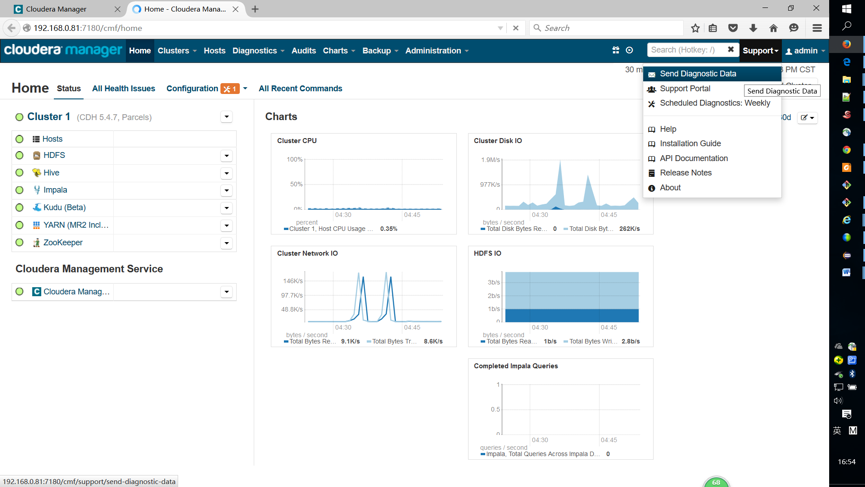 Cloudera Manager
Home - Cloudera Mana...
192.168.0.81:7180/cmf/home
Search
cloudera manager
Home
Clusters
Hosts
Diagnostics
Audits
Charts
Backup
Administration
Search (Hotkey: /)
Support
admin
Home
Status
All Health Issues
Configuration
1
All Recent Commands
30 m
PM CST
Send Diagnostic Data
Support Portal
Send Diagnostic Data
Scheduled Diagnostics: Weekly
Help
Installation Guide
API Documentation
Release Notes
About
Cluster 1 (CDH 5.4.7, Parcels)
Hosts
HDFS
Hive
Impala
Kudu (Beta)
YARN (MR2 Incl...
ZooKeeper
Cloudera Management Service
Cloudera Manag...
Charts
Cluster CPU
percent
100%
50%
0%
04:30
04:45
Cluster 1, Host CPU Usage ... 0.38%
Cluster Disk IO
bytes / second
1.9M/s
977K/s
0/s
04:30
04:45
Total Disk Bytes Re... 0
Total Disk Byt... 262K/s
Cluster Network IO
bytes / second
146K/s
97.7K/s
48.8K/s
04:30
04:45
Total Bytes Re... 9.1K/s
Total Bytes Tr... 8.6K/s
HDFS IO
bytes / second
3b/s
2b/s
1b/s
0
04:30
04:45
Total Bytes Rea... 1b/s
Total Bytes Wri... 2.8b/s
Completed Impala Queries
queries / second
1
0.5
0
04:30
04:45
Impala, Total Queries Across Impala D... 0
192.168.0.81:7180/cmf/support/send-diagnostic-data
68
英
M
16:54